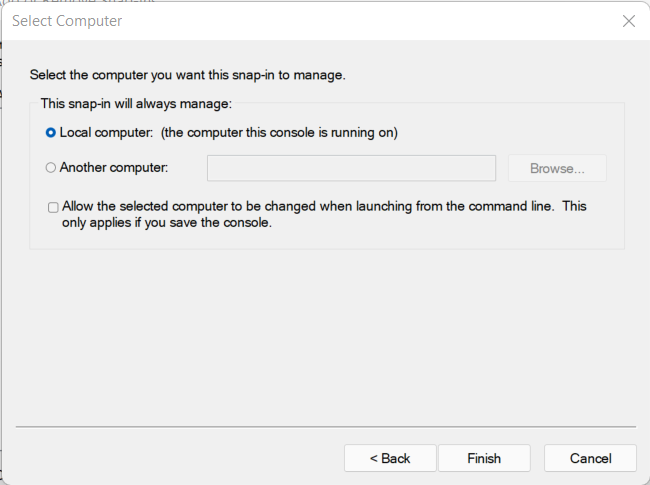 Select Computer
Select the computer you want this snap-in to manage.
This snap-in will always manage:
Local computer:  (the computer this console is running on)
Another computer:
Browse...
Allow the selected computer to be changed when launching from the command line.  This
only applies if you save the console.
< Back
Finish
Cancel